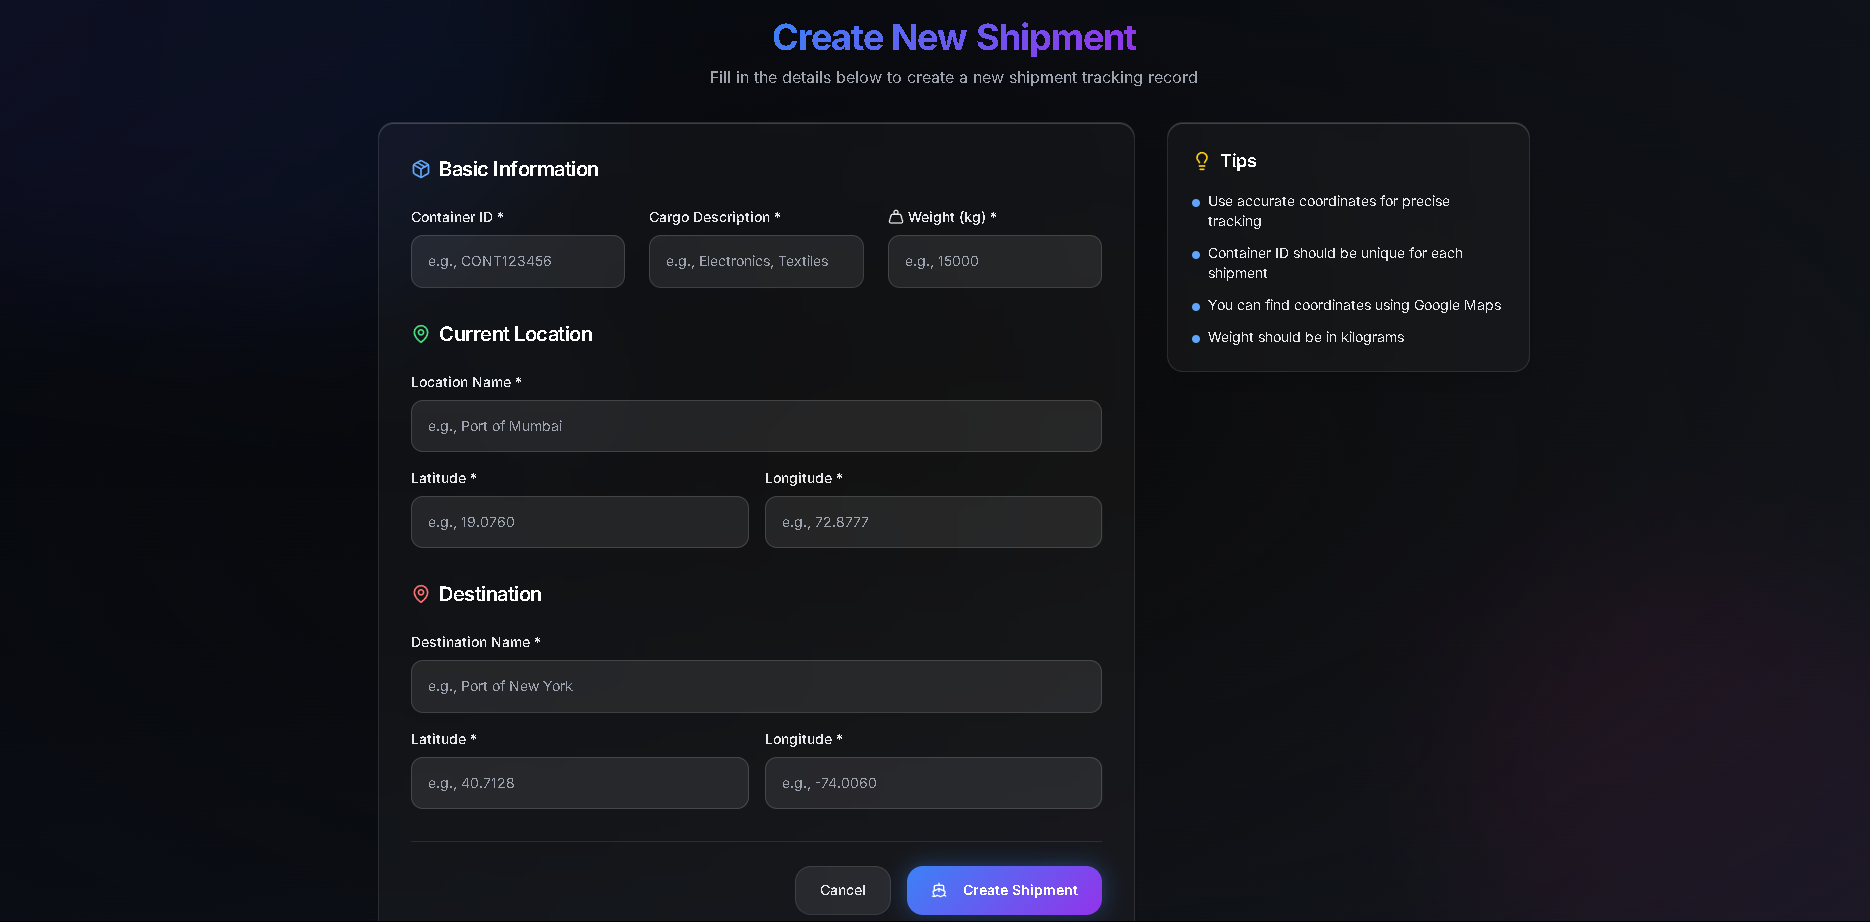 Create New Shipment
Fill in the details below to create a new shipment tracking record
Basic Information
Container ID *
Cargo Description *
Weight (kg) *
e.g., CONT123456
e.g., Electronics, Textiles
e.g., 15000
Current Location
Location Name *
e.g., Port of Mumbai
Latitude *
Longitude *
e.g., 19.0760
e.g., 72.8777
Destination
Destination Name *
e.g., Port of New York
Latitude *
Longitude *
e.g., 40.7128
e.g., -74.0060
Cancel
Create Shipment
Tips
Use accurate coordinates for precise
tracking
Container ID should be unique for each
shipment
You can find coordinates using Google Maps
Weight should be in kilograms